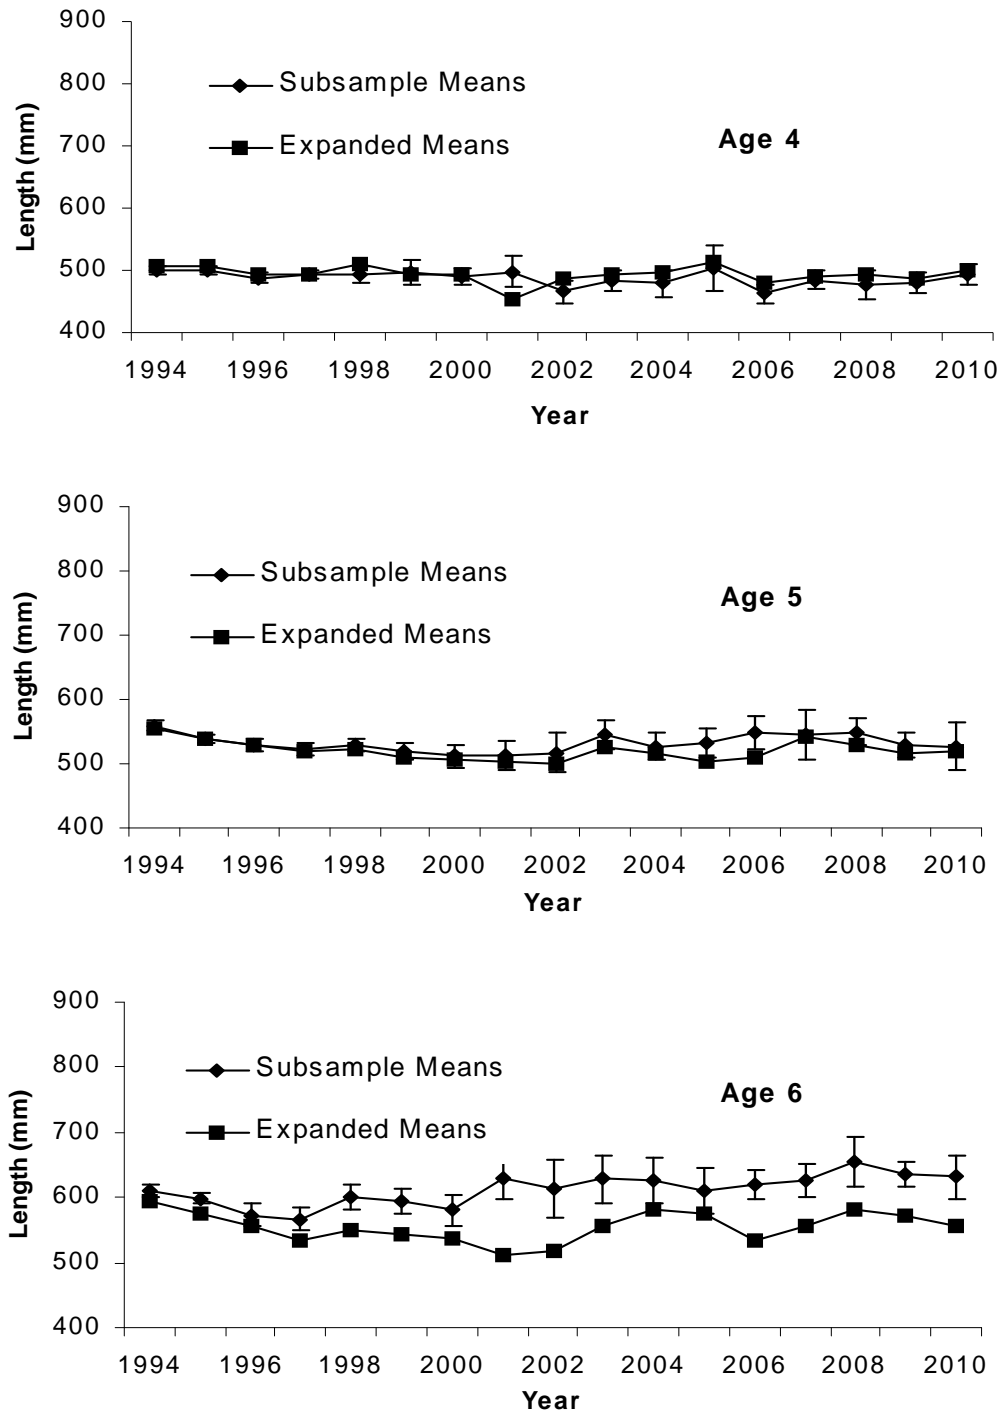 900
800
700
600
500
400
Length (mm)
Subsample Means
Expanded Means
Age 4
1994 1996 1998 2000 2002 2004 2006 2008 2010
Year
900
800
700
600
500
400
Length (mm)
Subsample Means
Expanded Means
Age 5
1994 1996 1998 2000 2002 2004 2006 2008 2010
Year
900
800
700
600
500
400
Length (mm)
Subsample Means
Expanded Means
Age 6
1994 1996 1998 2000 2002 2004 2006 2008 2010
Year